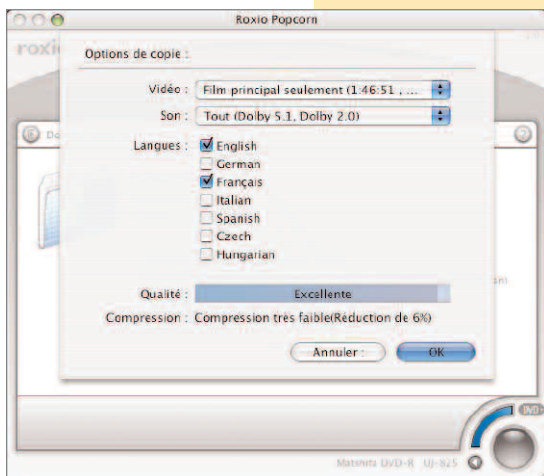 Roxio Popcorn
roxi
Options de copie :
Vidéo : Film principal seulement (1:46:51 , ...
Son : Tout (Dolby 5.1, Dolby 2.0)
Langues : English
German
Français
Italian
Spanish
Czech
Hungarian
Qualité : Excellente
Compression : Compression très faible(Réduction de 6%)
Annuler : OK
DVD
Matshita DVD-R UJ-825